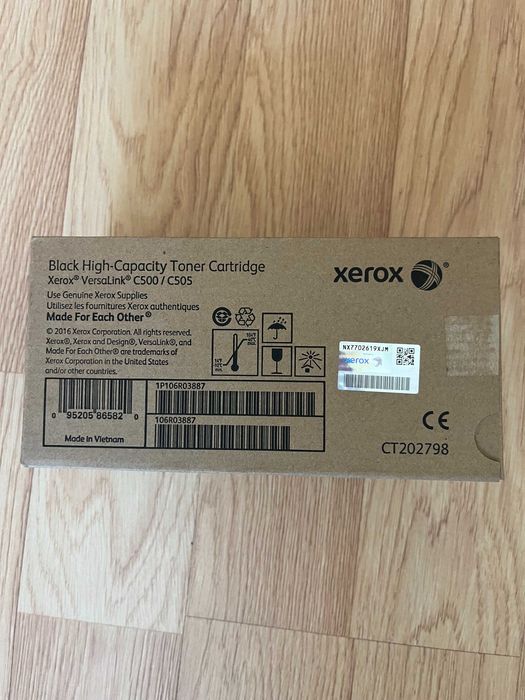 Black High-Capacity Toner Cartridge
Xerox® VersaLink® C500 / C505
Use Genuine Xerox Supplies
Utilisez les fournitures Xerox authentiques
Made For Each Other®
© 2016 Xerox Corporation. All rights reserved.
Xerox®, Xerox and Design®, VersaLink®, and
Made For Each Other® are trademarks of
Xerox Corporation in the United States
and/or other countries.
xerox
NX7702619XJM
xerox
1P106R03887
106R03887
0 95205 86582 0
Made in Vietnam
CE
CT202798